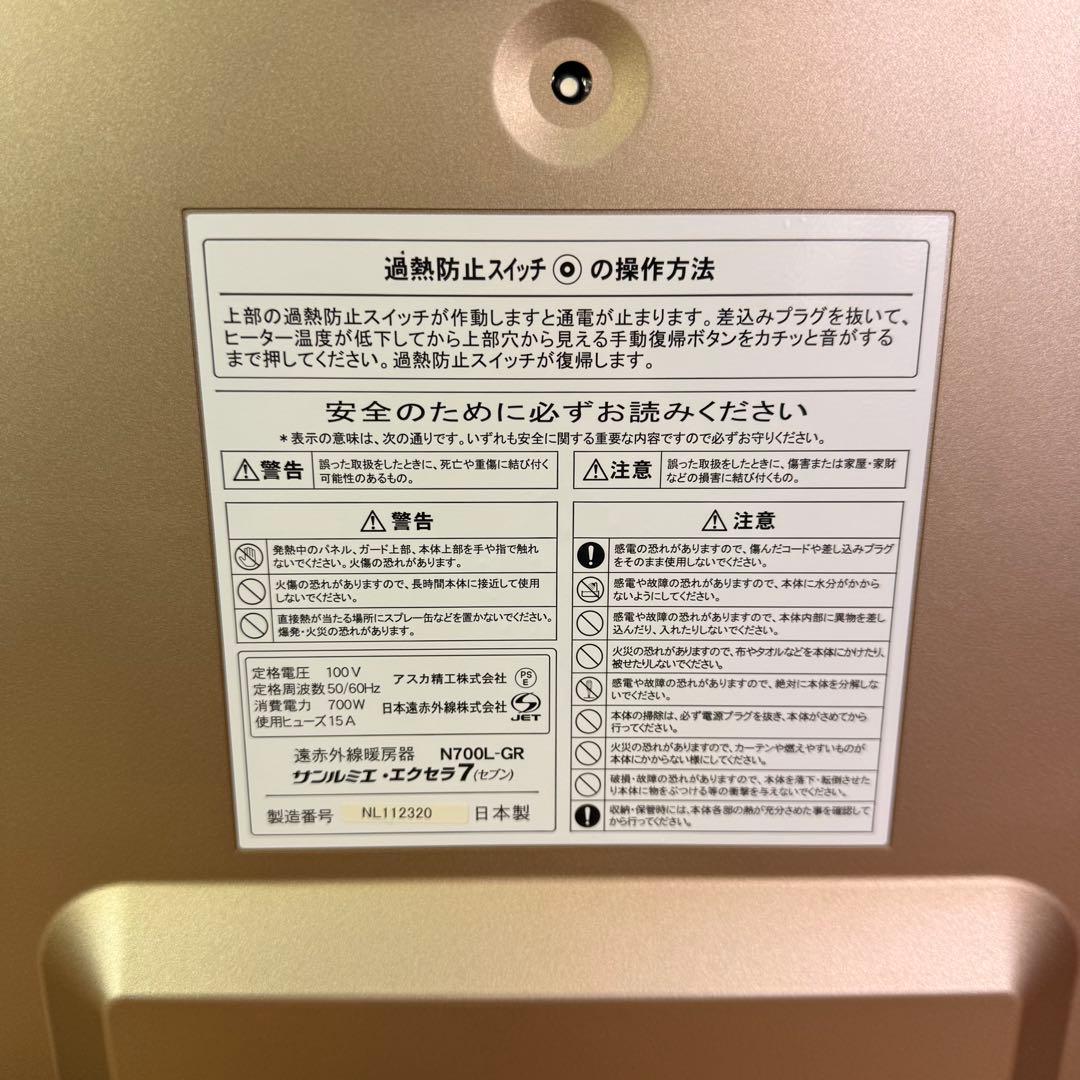 過熱防止スイッチ◎の操作方法
上部の過熱防止スイッチが作動しますと通電が止まります。差込みプラグを抜いて、
ヒーター温度が低下してから上部穴から見える手動復帰ボタンをカチッと音がする
まで押してください。過熱防止スイッチが復帰します。
安全のために必ずお読みください
*表示の意味は、次の通りです。いずれも安全に関する重要な内容ですので必ずお守りください。
⚠警告
誤った取扱をしたときに、死亡や重傷に結び付く
可能性のあるもの。
⚠注意
誤った取扱をしたときに、傷害または家屋・家財
などの損害に結び付くもの。
⚠ 警告
発熱中のパネル、ガード上部、本体上部を手や指で触れ
ないでください。火傷の恐れがあります。
火傷の恐れがありますので、長時間本体に接近して使用
しないでください。
直接熱が当たる場所にスプレー缶などを置かないでください。
爆発・火災の恐れがあります。
定格電圧 100V
定格周波数 50/60Hz
消費電力 700W
使用ヒューズ 15A
アスカ精工株式会社
PS
E
日本遠赤外線株式会社
JET
遠赤外線暖房器 N700L-GR
サンルミエ・エクセラ7(セブン)
製造番号 NL112320 日本製
⚠ 注意
感電の恐れがありますので、傷んだコードや差し込みプラグ
をそのまま使用しないでください。
感電や故障の恐れがありますので、本体に水分がかから
ないようにしてください。
感電や故障の恐れがありますので、本体内部に異物を差し
込んだり、入れたりしないでください。
火災の恐れがありますので、布やタオルなどを本体にかけたり、
被せたりしないでください。
感電や故障の恐れがありますので、絶対に本体を分解しな
いでください。
本体の掃除は、必ず電源プラグを抜き、本体がさめてから
行ってください。
火災の恐れがありますので、カーテンや燃えやすいものが
本体にかからない様にしてください。
破損・故障の恐れがありますので、本体を落下・転倒させた
り本体に物をぶつける等の衝撃を与えないでください。
収納・保管時には、本体各部の熱が充分さめた事を確認して
から行ってください。